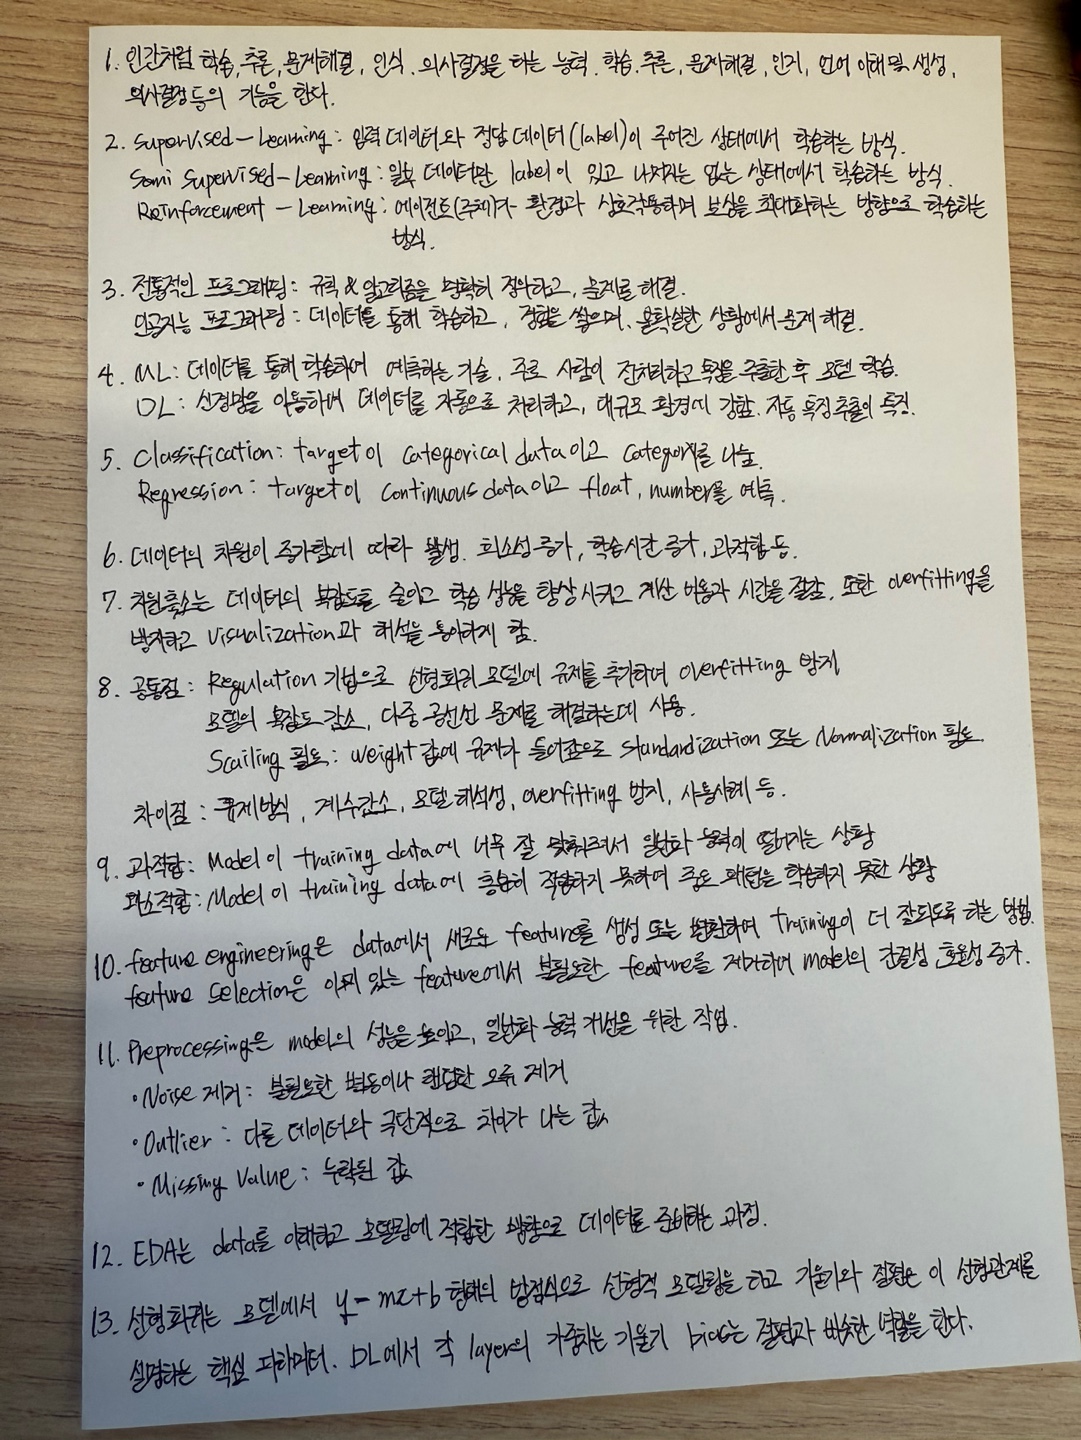 1. 인간처럼 학습, 추론, 문제해결, 인식. 의사결정을 하는 능력. 학습, 추론, 문제해결, 인지, 언어 이해 및 생성,
의사결정 등의 기능을 한다.
2. Supervised-Learning : 입력 데이터와 정답 데이터(label)이 주어진 상태에서 학습하는 방식.
Semi Supervised-Learning : 일부 데이터만 label이 있고 나머지는 없는 상태에서 학습하는 방식.
Reinforcement - Learning : 에이전트(주체)가 환경과 상호작용하며 보상을 최대화하는 방향으로 학습하는
방식.
3. 전통적인 프로그래밍 : 규칙 & 알고리즘을 명확히 정의하고, 문제를 해결.
인공지능 프로그래밍 : 데이터를 통해 학습하고, 경험을 쌓으며, 불확실한 상황에서 문제 해결.
4. ML : 데이터를 통해 학습하여 예측하는 기술, 주로 사람이 전처리하고 특징을 추출한 후 모델 학습.
DL : 신경망을 이용하여 데이터를 자동으로 처리하고, 대규모 환경에 강함. 자동 특징 추출이 특징.
5. Classification : target이 categorical data이고 category를 나눔.
Regression : target이 continuous data이고 float, number를 예측.
6. 데이터의 차원이 증가함에 따라 발생. 희소성 증가, 학습시간 증가, 과적합 등.
7. 차원축소는 데이터의 복잡도를 줄이고 학습 성능을 향상시키고 계산 비용과 시간을 절감, 또한 overfitting을
방지하고 visualization과 해석을 용이하게 함.
8. 공통점 : Regulation 기법으로 선형회귀 모델에 규제를 추가하여 overfitting 방지
모델의 복잡도 감소, 다중 공선선 문제를 해결하는데 사용.
Scailing 필요 : weight 값에 규제가 들어감으로 standardization 또는 Normalization 필요.
차이점 : 규제방식, 계수감소, 모델 해석성, overfitting 방지, 사용사례 등.
9. 과적합 : Model이 training data에 너무 잘 맞춰져서 일반화 능력이 떨어지는 상황
과소적합 : Model이 training data에 충분히 적합하지 못하여 중요 패턴을 학습하지 못한 상황
10. feature engineering은 data에서 새로운 feature를 생성 또는 변환하여 training이 더 잘되도록 하는 방법.
feature selection은 이미 있는 feature에서 불필요한 feature를 제거하여 model의 간결성, 효율성 증가.
11. Preprocessing은 model의 성능을 높이고, 일반화 능력 개선을 위한 작업.
• Noise 제거 : 불필요한 변동이나 랜덤한 오류 제거
• Outlier : 다른 데이터와 극단적으로 차이가 나는 값
• Missing Value : 누락된 값
12. EDA는 data를 이해하고 모델링에 적합한 방향으로 데이터를 준비하는 과정.
13. 선형회귀는 모델에서 y = mx+b 형태의 방정식으로 선형적 모델링을 하고 기울기와 절편은 이 선형관계를
설명하는 핵심 파라미터. DL에서 각 layer의 가중치는 기울기 bias는 절편과 비슷한 역할을 한다.